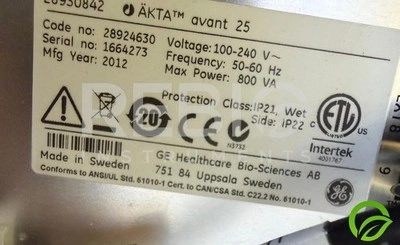 28930842 ÄKTA™ avant 25
Code no: 28924630
Serial no: 1664273
Mfg Year: 2012
Voltage: 100-240 V~
Frequency: 50-60 Hz
Max Power: 800 VA
Protection Class: IP21, Wet
Side: IP22
20
N3752
ETL
Intertek
4001767
Made in Sweden
GE Healthcare Bio-Sciences AB
751 84 Uppsala Sweden
Conforms to ANSI/UL Std. 61010-1 Cert. to CAN/CSA Std. C22.2 No. 61010-1